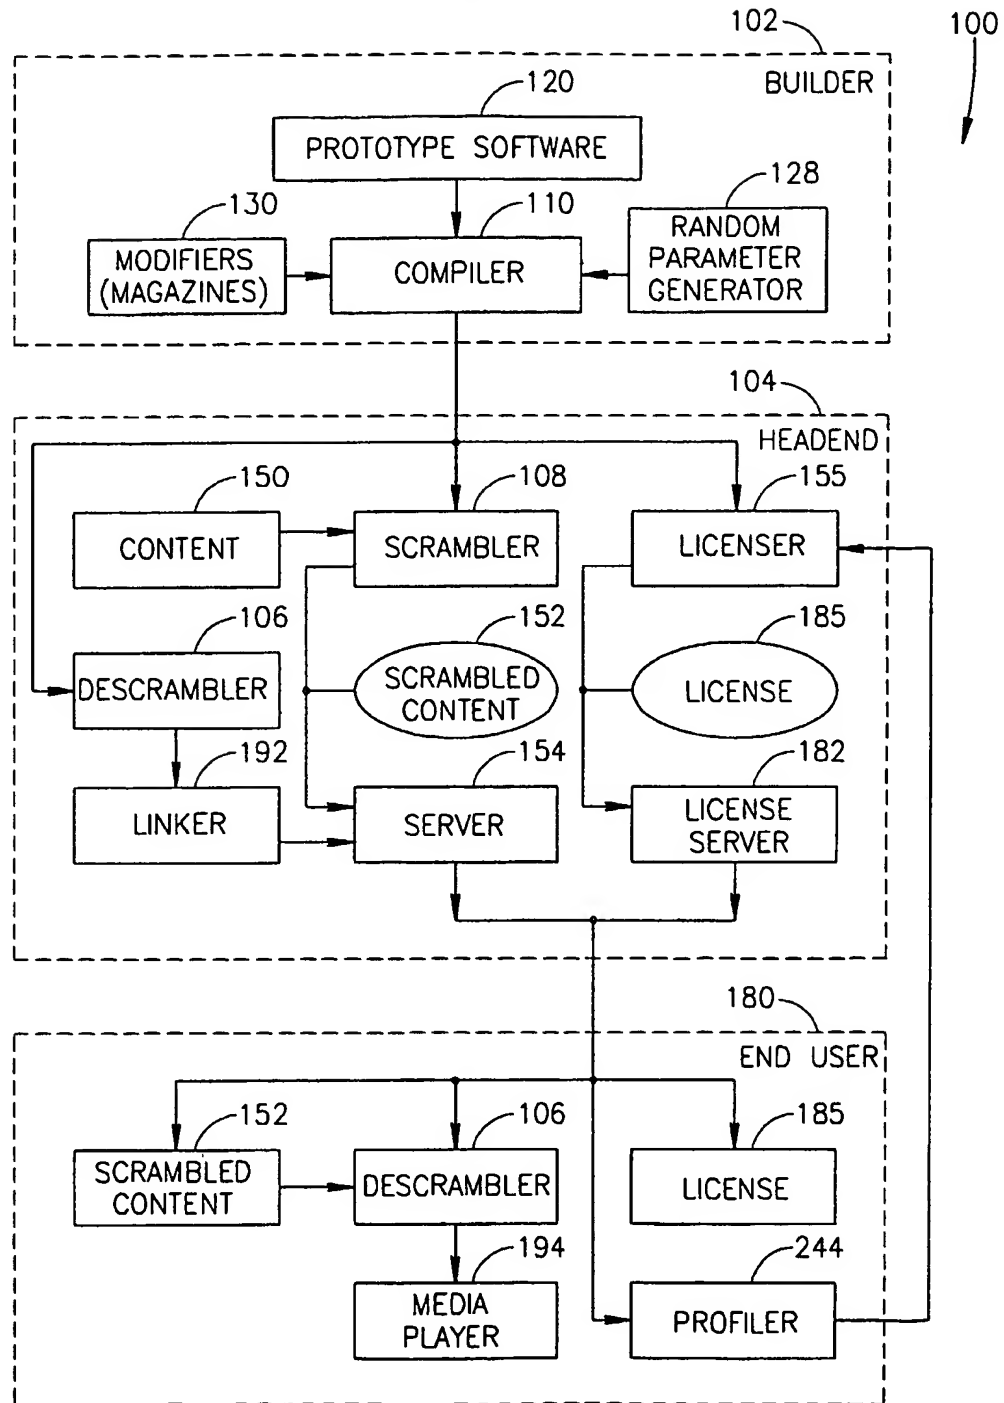 102
100
BUILDER
120
PROTOTYPE SOFTWARE
130
110
128
MODIFIERS
(MAGAZINES)
COMPILER
RANDOM
PARAMETER
GENERATOR
104
HEADEND
150
108
155
CONTENT
SCRAMBLER
LICENSER
106
152
185
DESCRAMBLER
SCRAMBLED
CONTENT
LICENSE
192
154
182
LINKER
SERVER
LICENSE
SERVER
180
END USER
152
106
185
SCRAMBLED
CONTENT
DESCRAMBLER
LICENSE
194
244
MEDIA
PLAYER
PROFILER